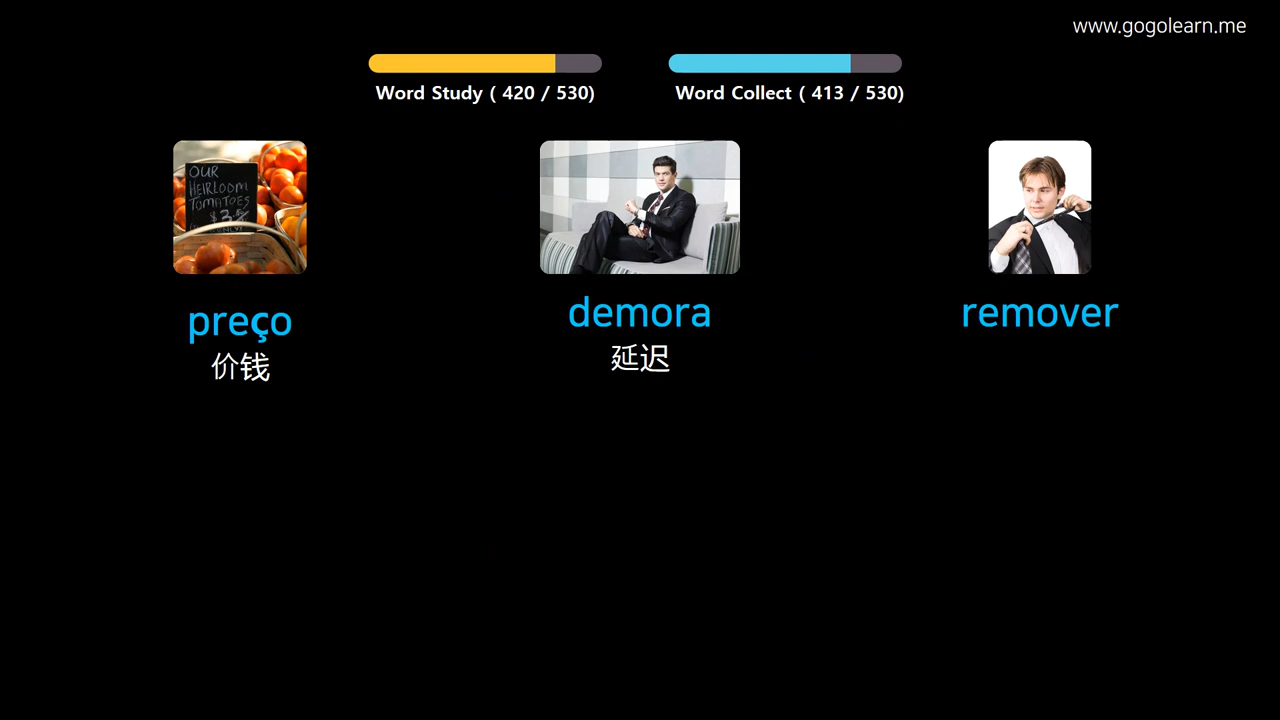 www.gogolearn.me
Word Study ( 420 / 530)
Word Collect ( 413 / 530)
OUR
HEIRLOOM
TOMATOES
preço
demora
remover
价钱
延迟